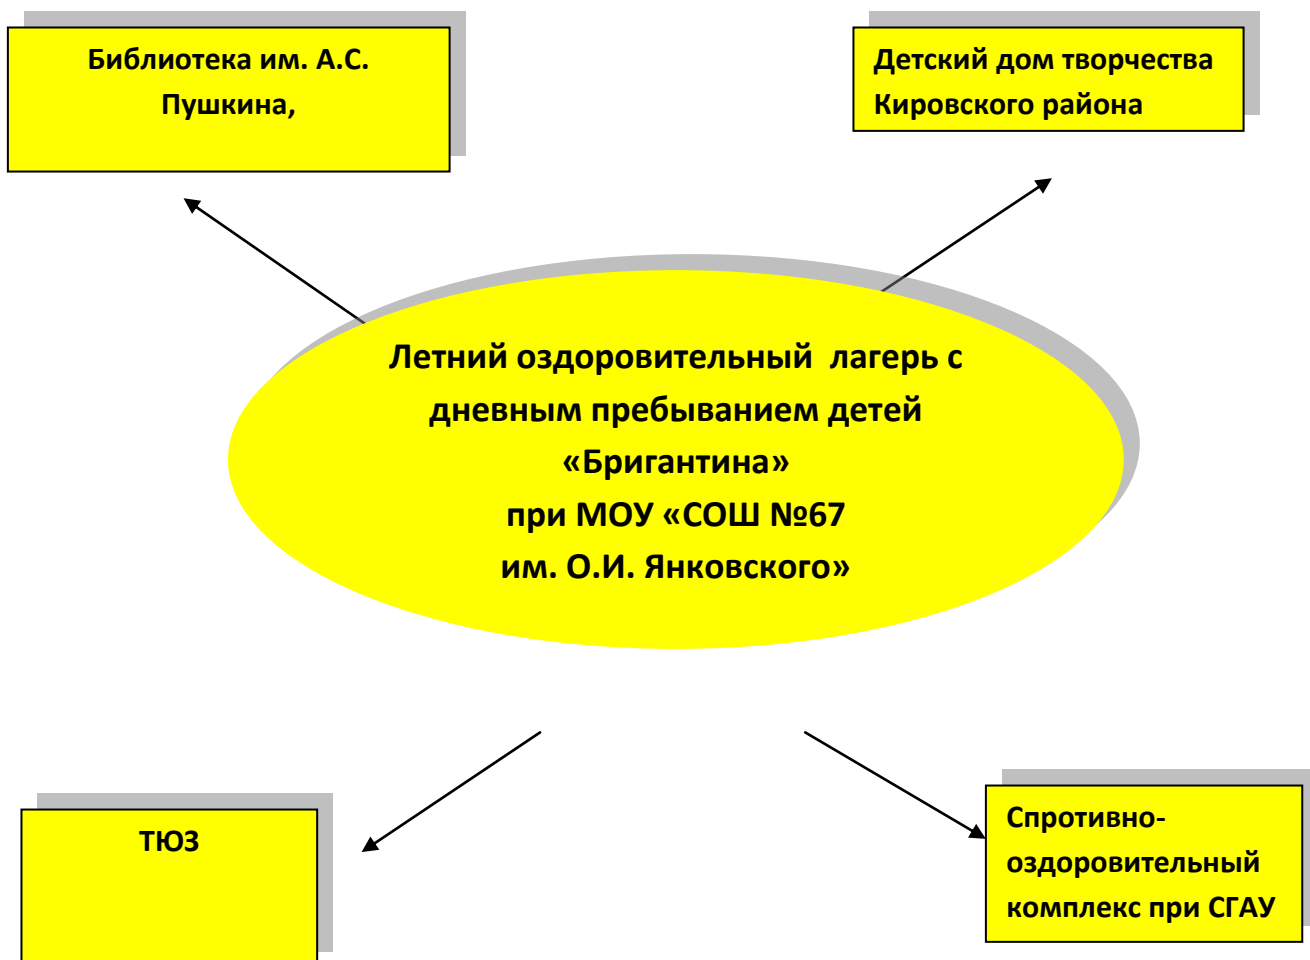 Библиотека им. А.С.
Пушкина,
Детский дом творчества
Кировского района
Летний оздоровительный  лагерь с
дневным пребыванием детей
«Бригантина»
при МОУ «СОШ №67
им. О.И. Янковского»
ТЮЗ
Спротивно-
оздоровительный
комплекс при СГАУ